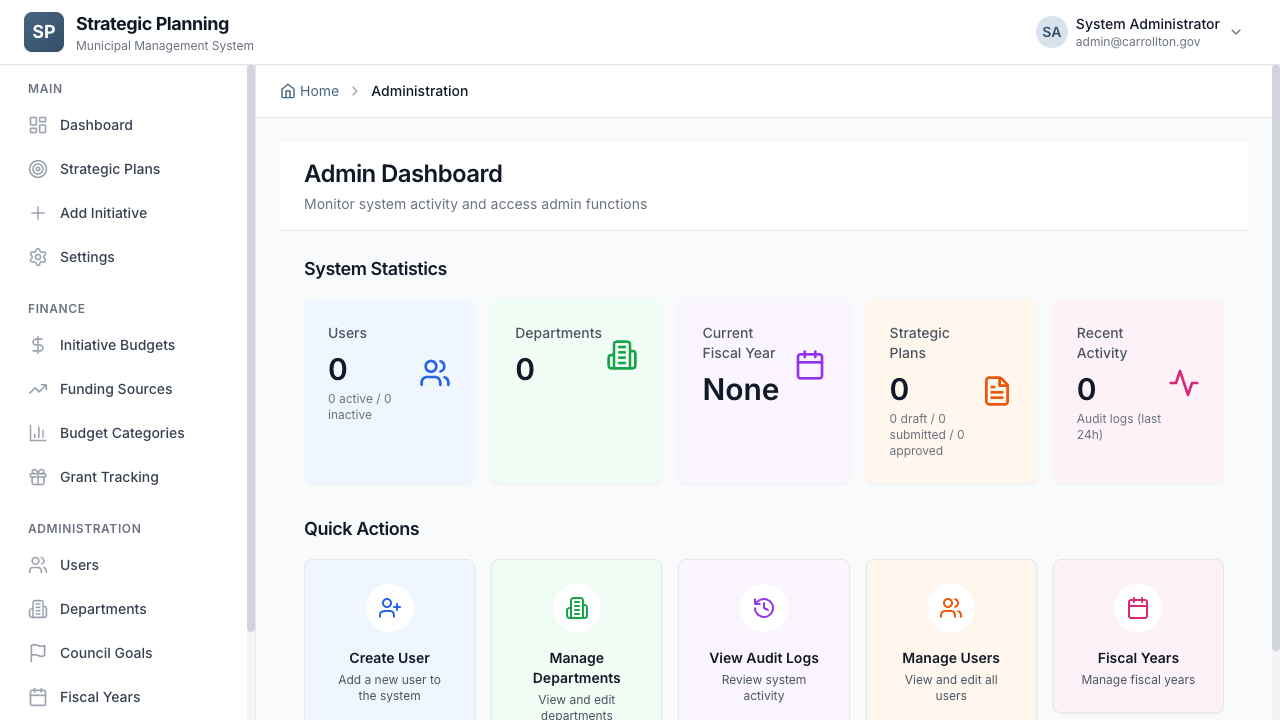 SP
Strategic Planning
Municipal Management System
SA
System Administrator
admin@carrollton.gov
MAIN
Dashboard
Strategic Plans
Add Initiative
Settings
FINANCE
Initiative Budgets
Funding Sources
Budget Categories
Grant Tracking
ADMINISTRATION
Users
Departments
Council Goals
Fiscal Years
Home
Administration
Admin Dashboard
Monitor system activity and access admin functions
System Statistics
Users
0
0 active / 0
inactive
Departments
0
Current
Fiscal Year
None
Strategic
Plans
0
0 draft / 0
submitted / 0
approved
Recent
Activity
0
Audit logs (last
24h)
Quick Actions
Create User
Add a new user to
the system
Manage
Departments
View and edit
departments
View Audit Logs
Review system
activity
Manage Users
View and edit all
users
Fiscal Years
Manage fiscal years